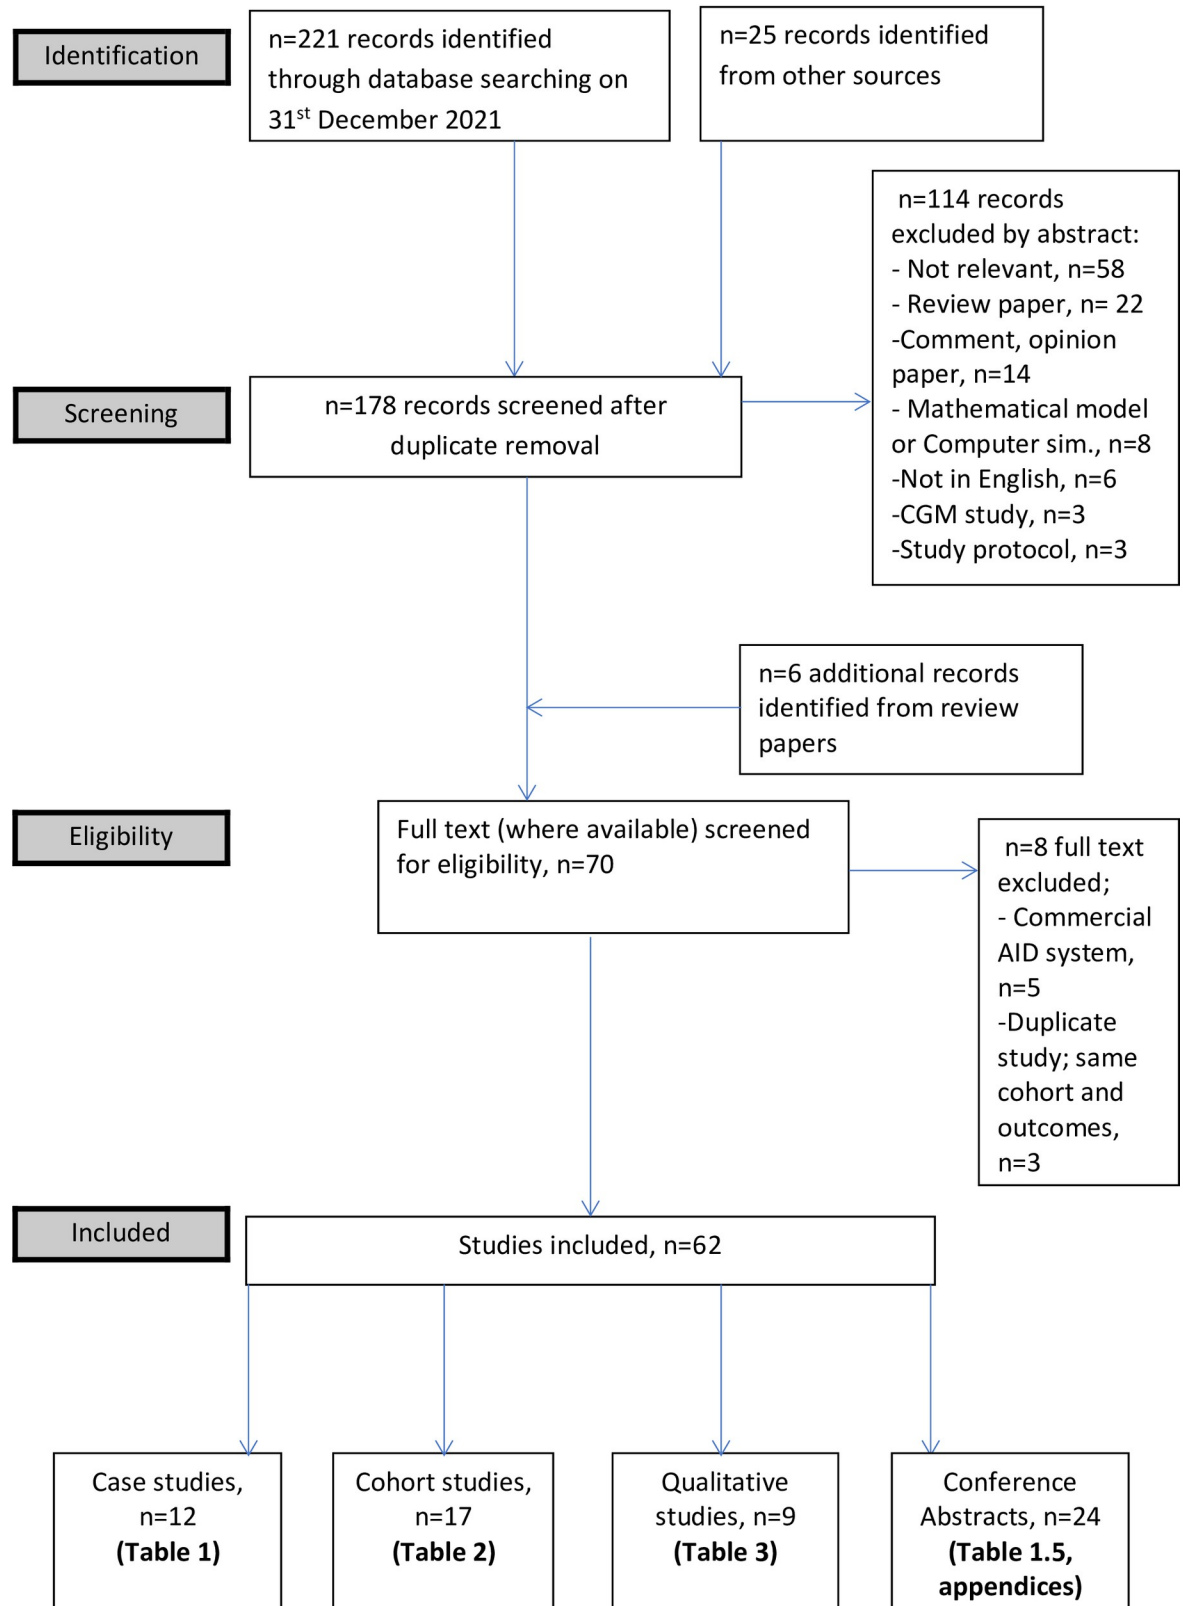 Identification
n=221 records identified
through database searching on
31st December 2021
n=25 records identified
from other sources
n=114 records
excluded by abstract:
- Not relevant, n=58
- Review paper, n= 22
-Comment, opinion
paper, n=14
- Mathematical model
or Computer sim., n=8
-Not in English, n=6
-CGM study, n=3
-Study protocol, n=3
Screening
n=178 records screened after
duplicate removal
n=6 additional records
identified from review
papers
Eligibility
Full text (where available) screened
for eligibility, n=70
n=8 full text
excluded;
- Commercial
AID system,
n=5
-Duplicate
study; same
cohort and
outcomes,
n=3
Included
Studies included, n=62
Case studies,
n=12
(Table 1)
Cohort studies,
n=17
(Table 2)
Qualitative
studies, n=9
(Table 3)
Conference
Abstracts, n=24
(Table 1.5,
appendices)